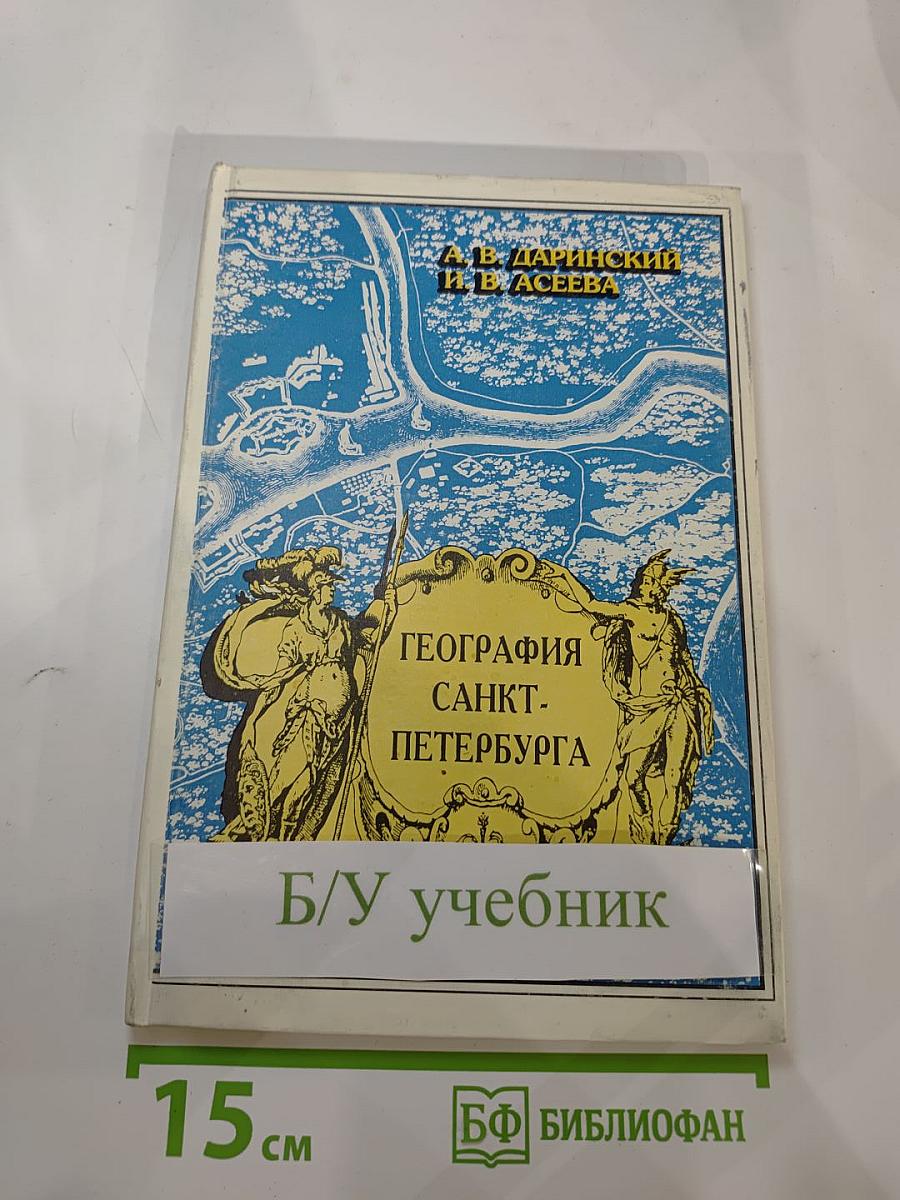 А. В. ДАРИНСКИЙ
И. В. АСЕЕВА
ГЕОГРАФИЯ
САНКТ-
ПЕТЕРБУРГА
Б/У учебник
15 см
БФ БИБЛИОФАН